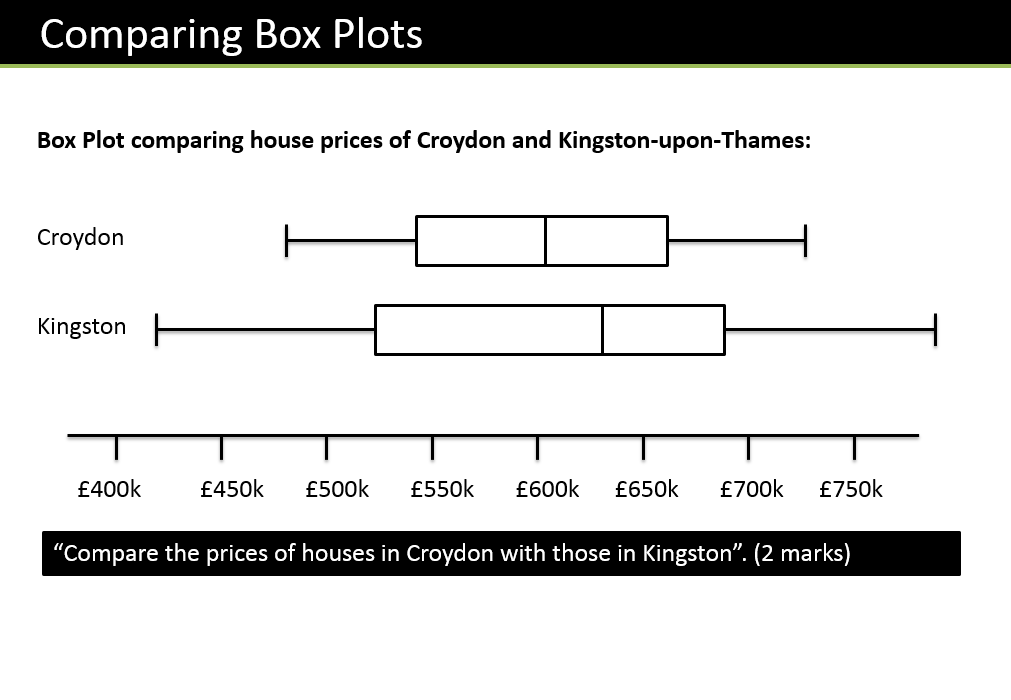 Comparing Box Plots
Box Plot comparing house prices of Croydon and Kingston-upon-Thames:
Croydon
Kingston
£400k £450k £500k £550k £600k £650k £700k £750k
“Compare the prices of houses in Croydon with those in Kingston”. (2 marks)